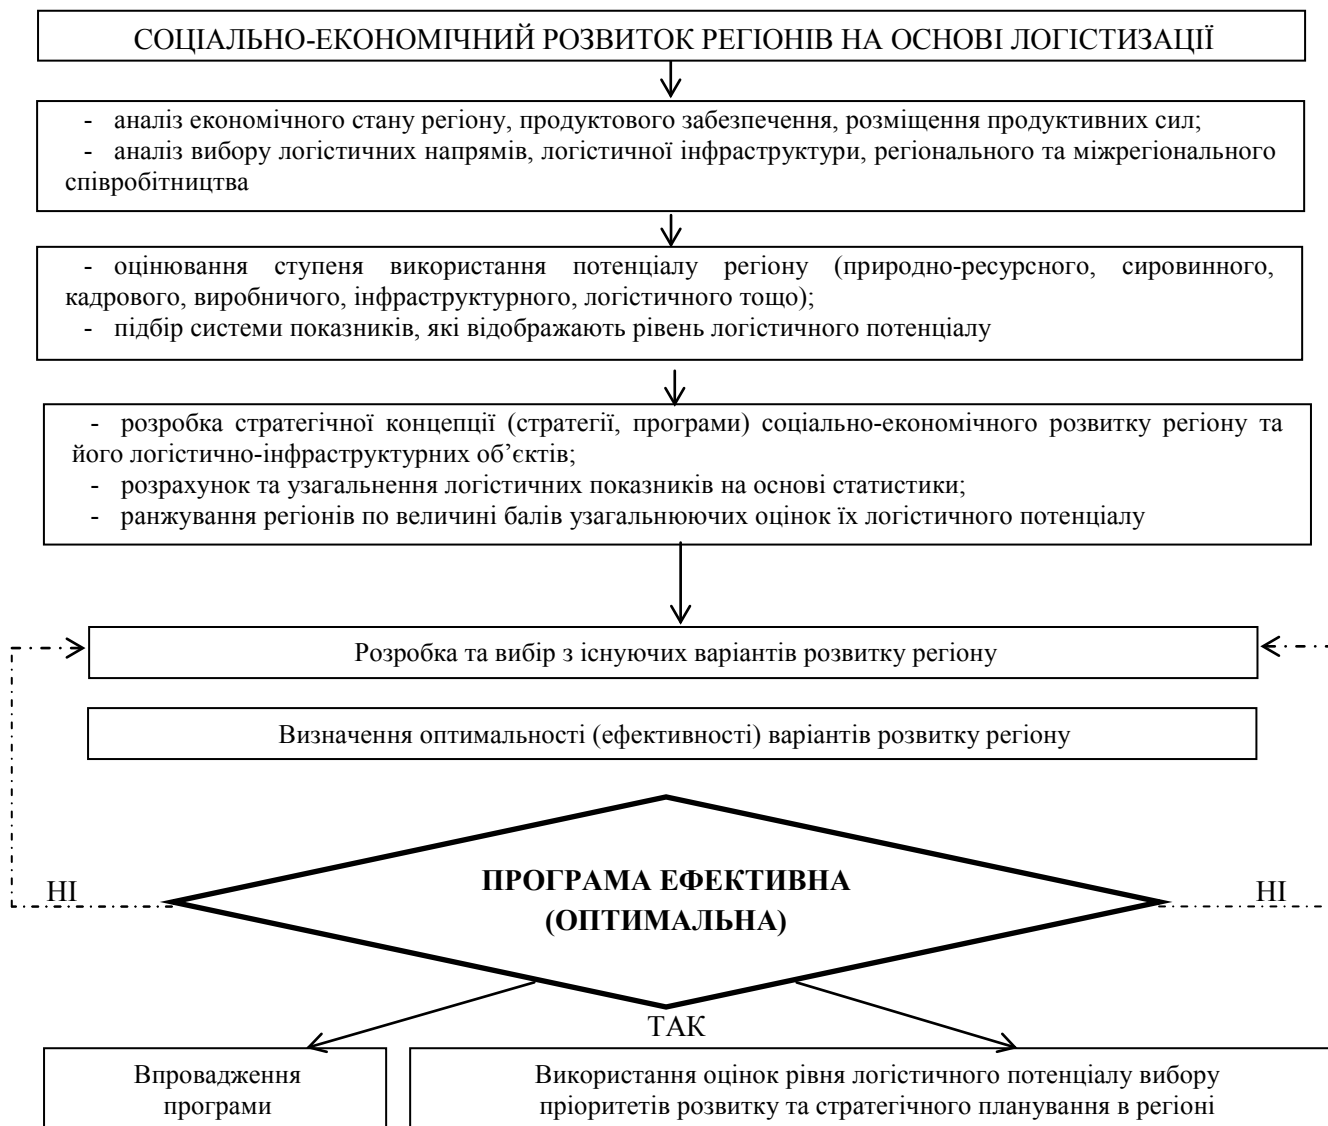 СОЦІАЛЬНО-ЕКОНОМІЧНИЙ РОЗВИТОК РЕГІОНІВ НА ОСНОВІ ЛОГІСТИЗАЦІЇ
- аналіз економічного стану регіону, продуктового забезпечення, розміщення продуктивних сил;
- аналіз вибору логістичних напрямів, логістичної інфраструктури, регіонального та міжрегіонального
співробітництва
- оцінювання ступеня використання потенціалу регіону (природно-ресурсного, сировинного,
кадрового, виробничого, інфраструктурного, логістичного тощо);
- підбір системи показників, які відображають рівень логістичного потенціалу
- розробка стратегічної концепції (стратегії, програми) соціально-економічного розвитку регіону та
його логістично-інфраструктурних об’єктів;
- розрахунок та узагальнення логістичних показників на основі статистики;
- ранжування регіонів по величині балів узагальнюючих оцінок їх логістичного потенціалу
Розробка та вибір з існуючих варіантів розвитку регіону
Визначення оптимальності (ефективності) варіантів розвитку регіону
ПРОГРАМА ЕФЕКТИВНА
(ОПТИМАЛЬНА)
НІ
НІ
ТАК
Впровадження
програми
Використання оцінок рівня логістичного потенціалу вибору
пріоритетів розвитку та стратегічного планування в регіоні